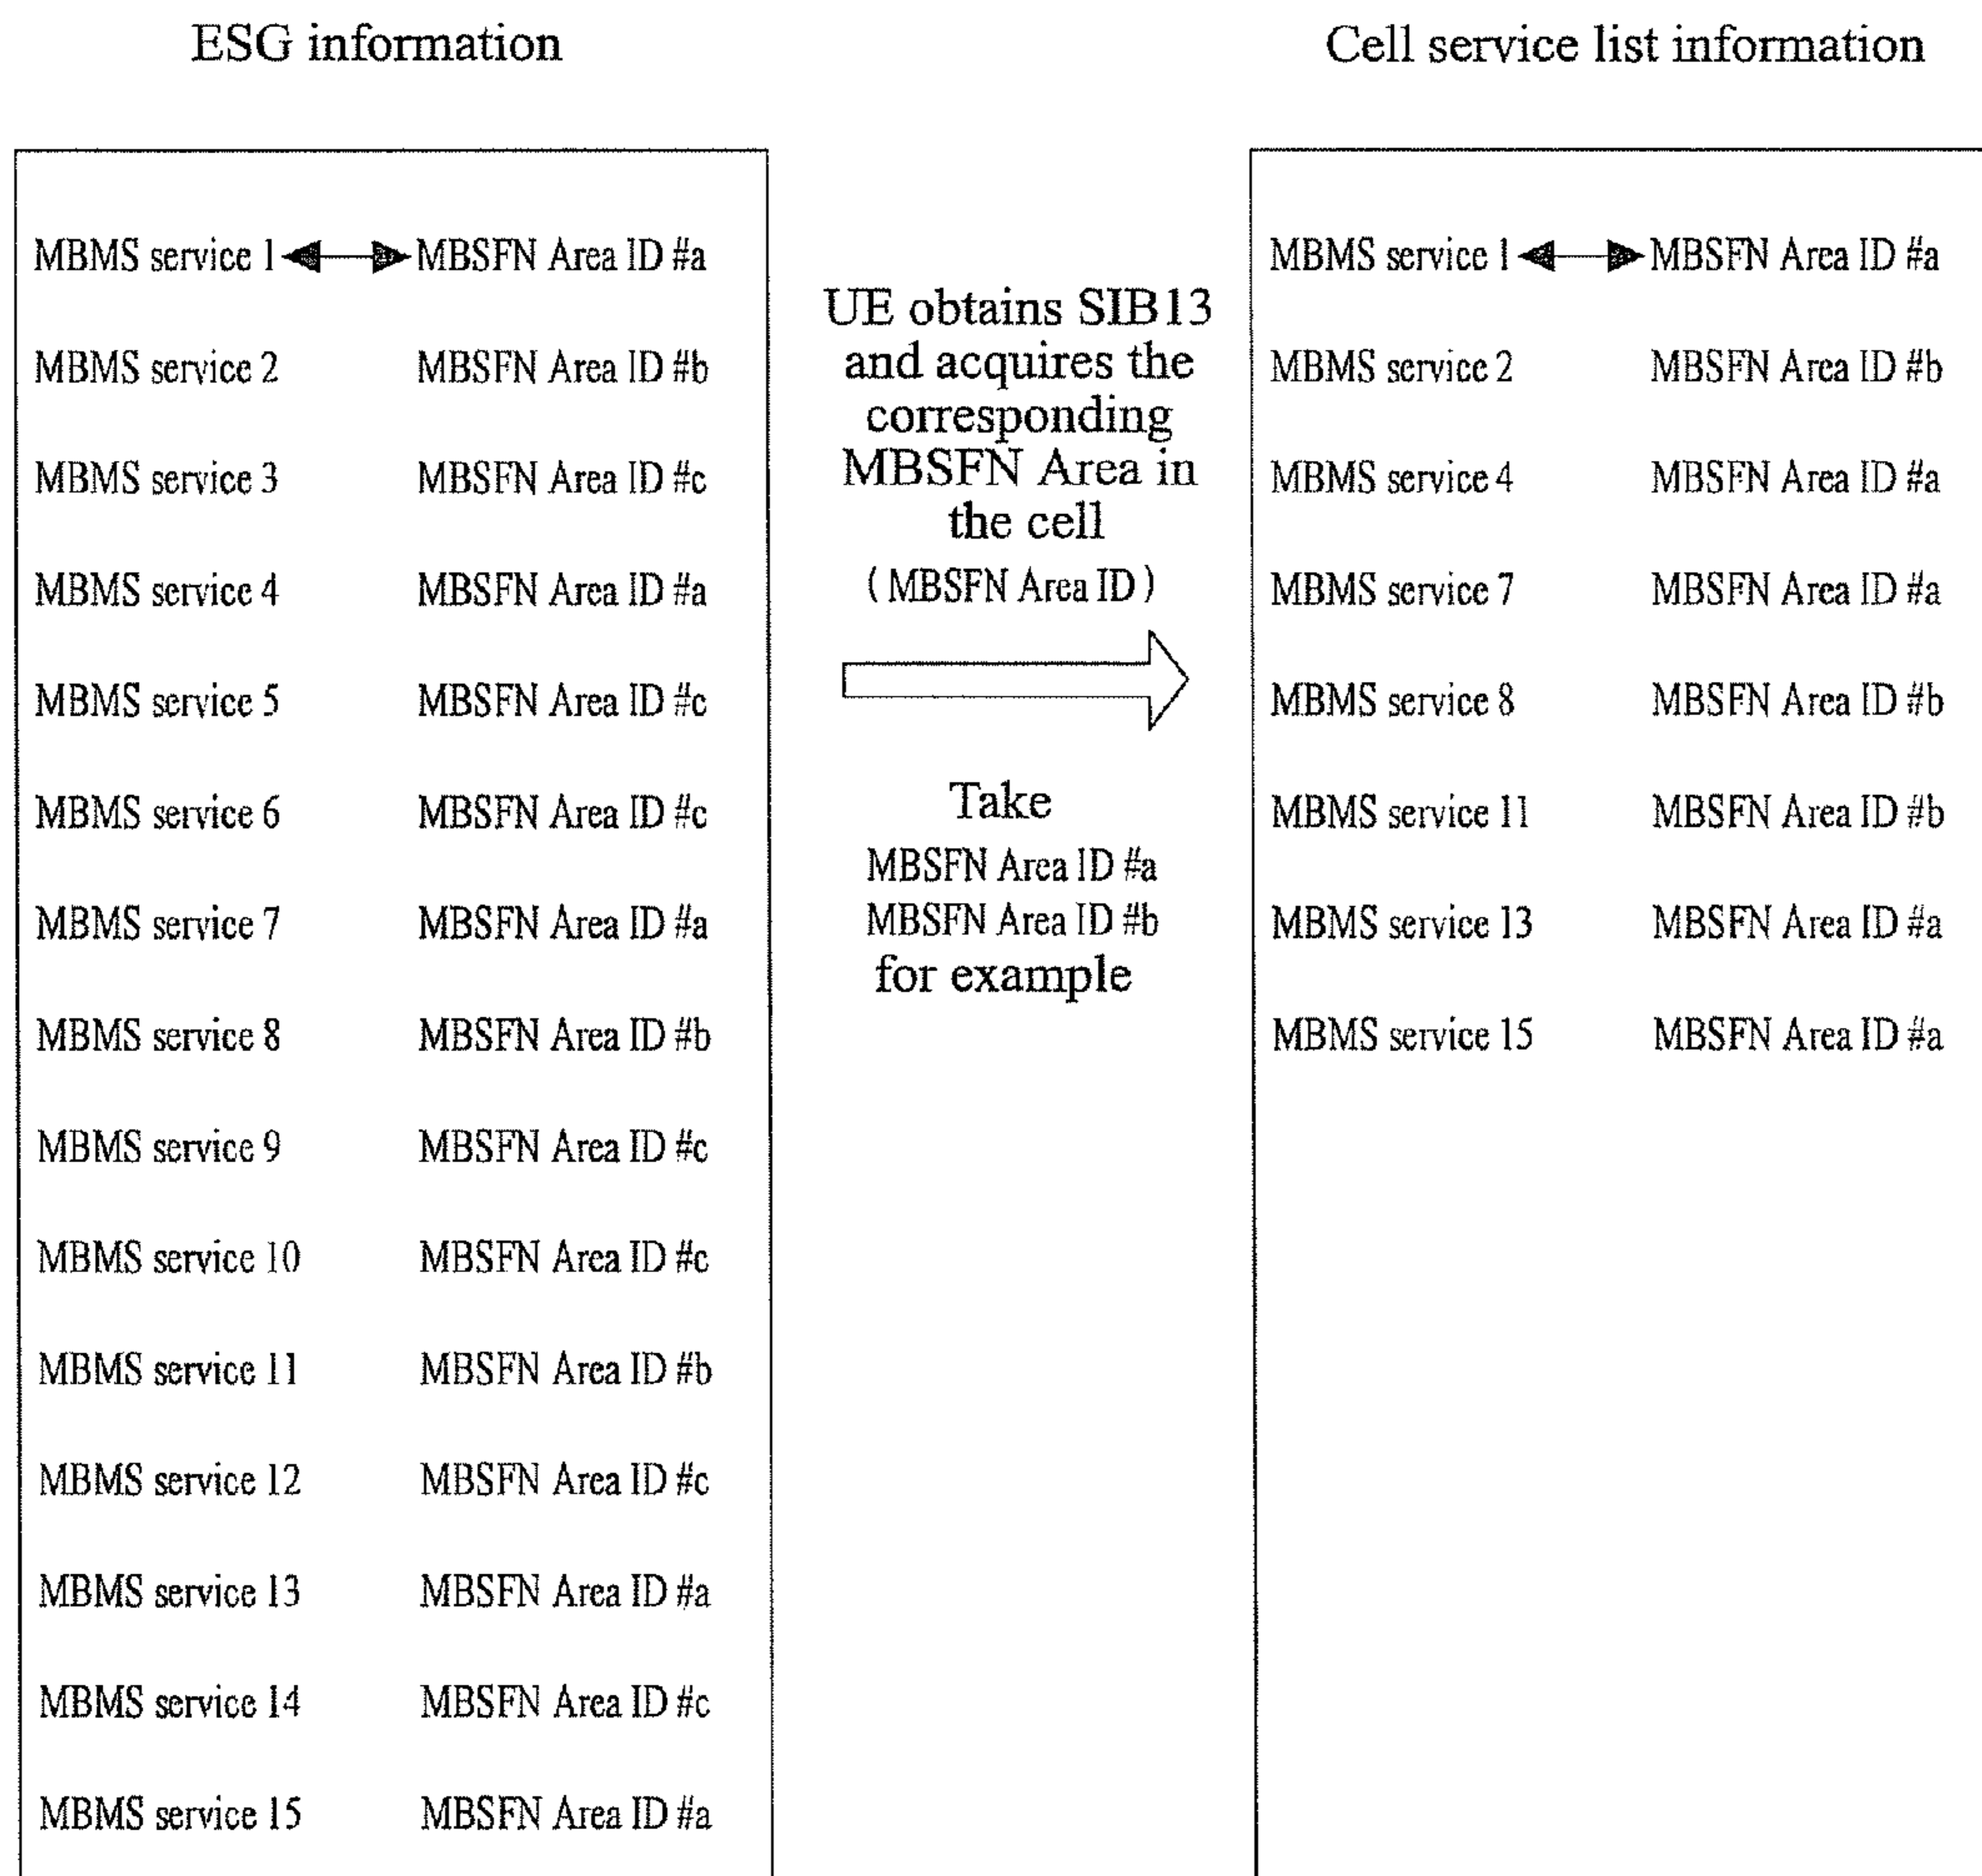 ESG information
MBMS service 1 MBSFN Area ID #a
MBMS service 2 MBSFN Area ID #b
MBMS service 3 MBSFN Area ID #c
MBMS service 4 MBSFN Area ID #a
MBMS service 5 MBSFN Area ID #c
MBMS service 6 MBSFN Area ID #c
MBMS service 7 MBSFN Area ID #a
MBMS service 8 MBSFN Area ID #b
MBMS service 9 MBSFN Area ID #c
MBMS service 10 MBSFN Area ID #c
MBMS service 11 MBSFN Area ID #b
MBMS service 12 MBSFN Area ID #c
MBMS service 13 MBSFN Area ID #a
MBMS service 14 MBSFN Area ID #c
MBMS service 15 MBSFN Area ID #a
UE obtains SIB13
and acquires the
corresponding
MBSFN Area in
the cell
(MBSFN Area ID)
Take
MBSFN Area ID #a
MBSFN Area ID #b
for example
Cell service list information
MBMS service 1 MBSFN Area ID #a
MBMS service 2 MBSFN Area ID #b
MBMS service 4 MBSFN Area ID #a
MBMS service 7 MBSFN Area ID #a
MBMS service 8 MBSFN Area ID #b
MBMS service 11 MBSFN Area ID #b
MBMS service 13 MBSFN Area ID #a
MBMS service 15 MBSFN Area ID #a